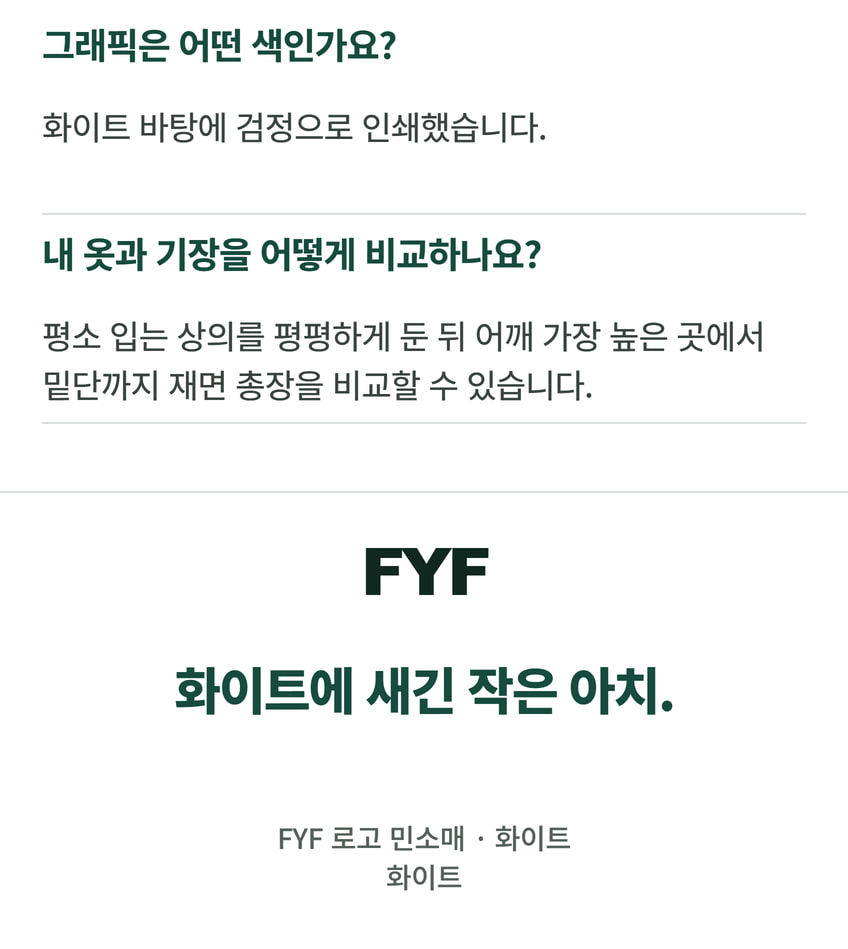 그래픽은 어떤 색인가요?
화이트 바탕에 검정으로 인쇄했습니다.
내 옷과 기장을 어떻게 비교하나요?
평소 입는 상의를 평평하게 둔 뒤 어깨 가장 높은 곳에서
밑단까지 재면 총장을 비교할 수 있습니다.
FYF
화이트에 새긴 작은 아치.
FYF 로고 민소매 · 화이트
화이트